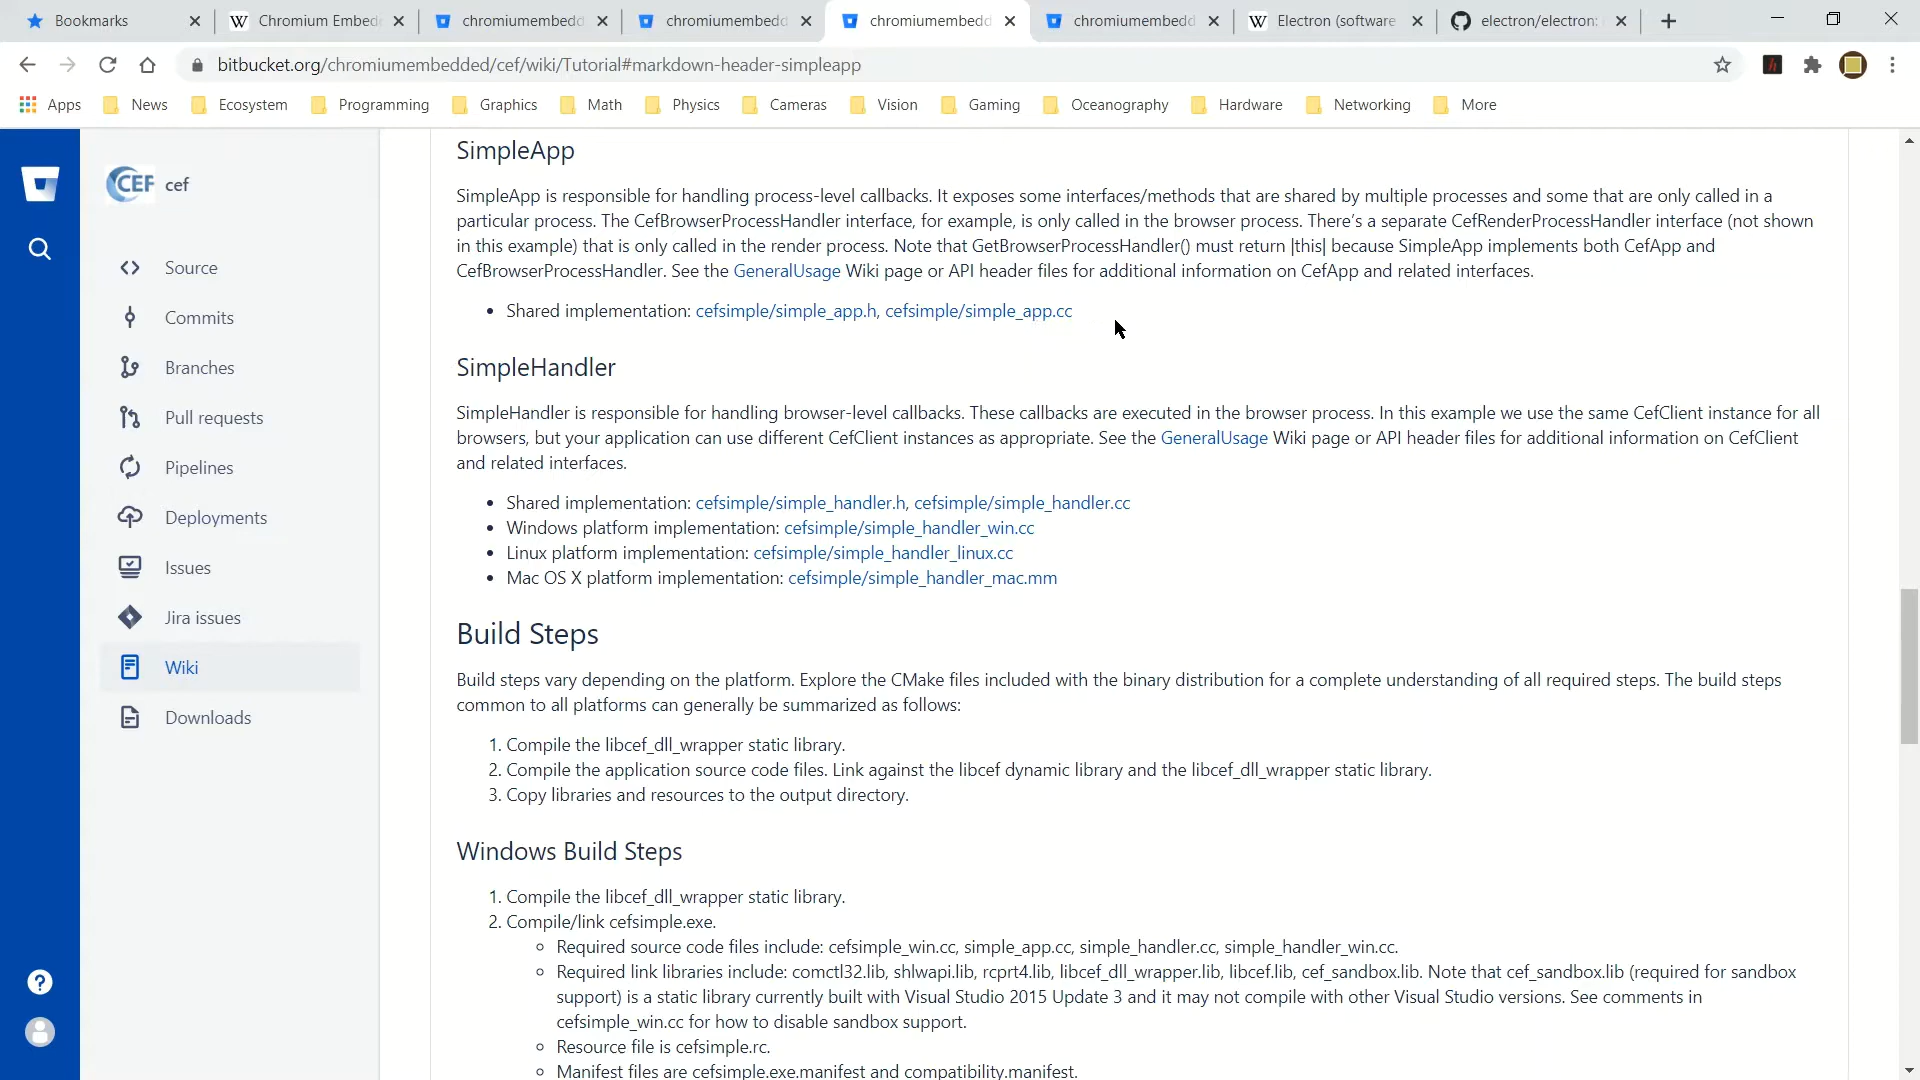 Bookmarks
Chromium Embed
chromiumembedd
chromiumembedd
chromiumembedd
chromiumembedd
Electron (software
electron/electron:
bitbucket.org/chromiumembedded/cef/wiki/Tutorial#markdown-header-simpleapp
Apps News Ecosystem Programming Graphics Math Physics Cameras Vision Gaming Oceanography Hardware Networking More
CEF cef
Source
Commits
Branches
Pull requests
Pipelines
Deployments
Issues
Jira issues
Wiki
Downloads
SimpleApp
SimpleApp is responsible for handling process-level callbacks. It exposes some interfaces/methods that are shared by multiple processes and some that are only called in a
particular process. The CefBrowserProcessHandler interface, for example, is only called in the browser process. There's a separate CefRenderProcessHandler interface (not shown
in this example) that is only called in the render process. Note that GetBrowserProcessHandler() must return |this| because SimpleApp implements both CefApp and
CefBrowserProcessHandler. See the GeneralUsage Wiki page or API header files for additional information on CefApp and related interfaces.
• Shared implementation: cefsimple/simple_app.h, cefsimple/simple_app.cc
SimpleHandler
SimpleHandler is responsible for handling browser-level callbacks. These callbacks are executed in the browser process. In this example we use the same CefClient instance for all
browsers, but your application can use different CefClient instances as appropriate. See the GeneralUsage Wiki page or API header files for additional information on CefClient
and related interfaces.
• Shared implementation: cefsimple/simple_handler.h, cefsimple/simple_handler.cc
• Windows platform implementation: cefsimple/simple_handler_win.cc
• Linux platform implementation: cefsimple/simple_handler_linux.cc
• Mac OS X platform implementation: cefsimple/simple_handler_mac.mm
Build Steps
Build steps vary depending on the platform. Explore the CMake files included with the binary distribution for a complete understanding of all required steps. The build steps
common to all platforms can generally be summarized as follows:
1. Compile the libcef_dll_wrapper static library.
2. Compile the application source code files. Link against the libcef dynamic library and the libcef_dll_wrapper static library.
3. Copy libraries and resources to the output directory.
Windows Build Steps
1. Compile the libcef_dll_wrapper static library.
2. Compile/link cefsimple.exe.
◦ Required source code files include: cefsimple_win.cc, simple_app.cc, simple_handler.cc, simple_handler_win.cc.
◦ Required link libraries include: comctl32.lib, shlwapi.lib, rcprt4.lib, libcef_dll_wrapper.lib, libcef.lib, cef_sandbox.lib. Note that cef_sandbox.lib (required for sandbox
support) is a static library currently built with Visual Studio 2015 Update 3 and it may not compile with other Visual Studio versions. See comments in
cefsimple_win.cc for how to disable sandbox support.
◦ Resource file is cefsimple.rc.
◦ Manifest files are cefsimple.exe.manifest and compatibility.manifest.